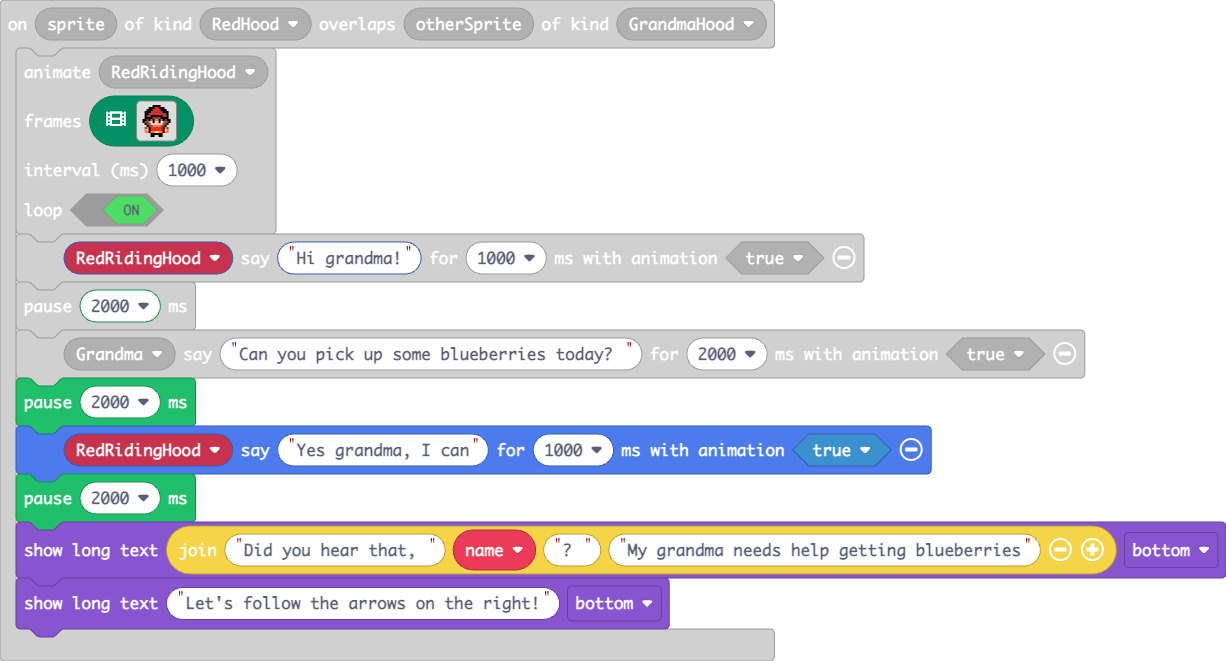 on sprite of kind RedHood overlaps otherSprite of kind GrandmaHood
animate RedRidingHood
frames
interval (ms) 1000
loop ON
RedRidingHood say "Hi grandma!" for 1000 ms with animation true
pause 2000 ms
Grandma say "Can you pick up some blueberries today? " for 2000 ms with animation true
pause 2000 ms
RedRidingHood say "Yes grandma, I can" for 1000 ms with animation true
pause 2000 ms
show long text join "Did you hear that, " name "? " "My grandma needs help getting blueberries" bottom
show long text "Let's follow the arrows on the right!" bottom